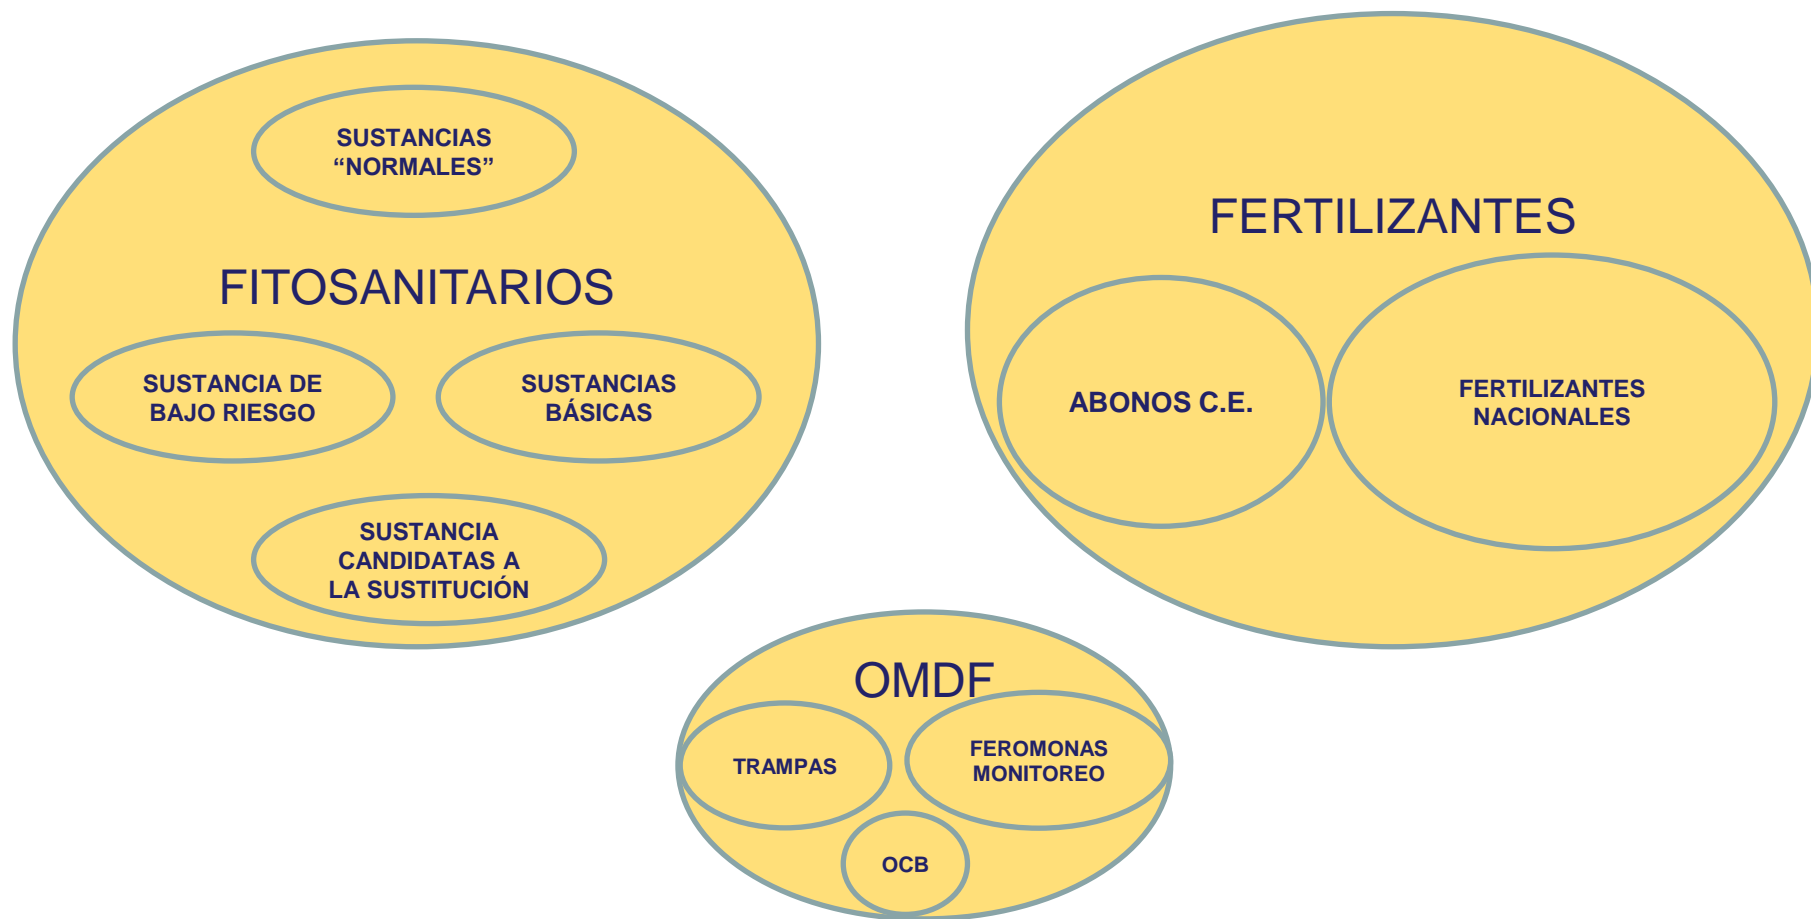 SUSTANCIAS
“NORMALES”
FITOSANITARIOS
SUSTANCIA DE
BAJO RIESGO
SUSTANCIAS
BÁSICAS
SUSTANCIA
CANDIDATAS A
LA SUSTITUCIÓN
FERTILIZANTES
ABONOS C.E.
FERTILIZANTES
NACIONALES
OMDF
TRAMPAS
FEROMONAS
MONITOREO
OCB